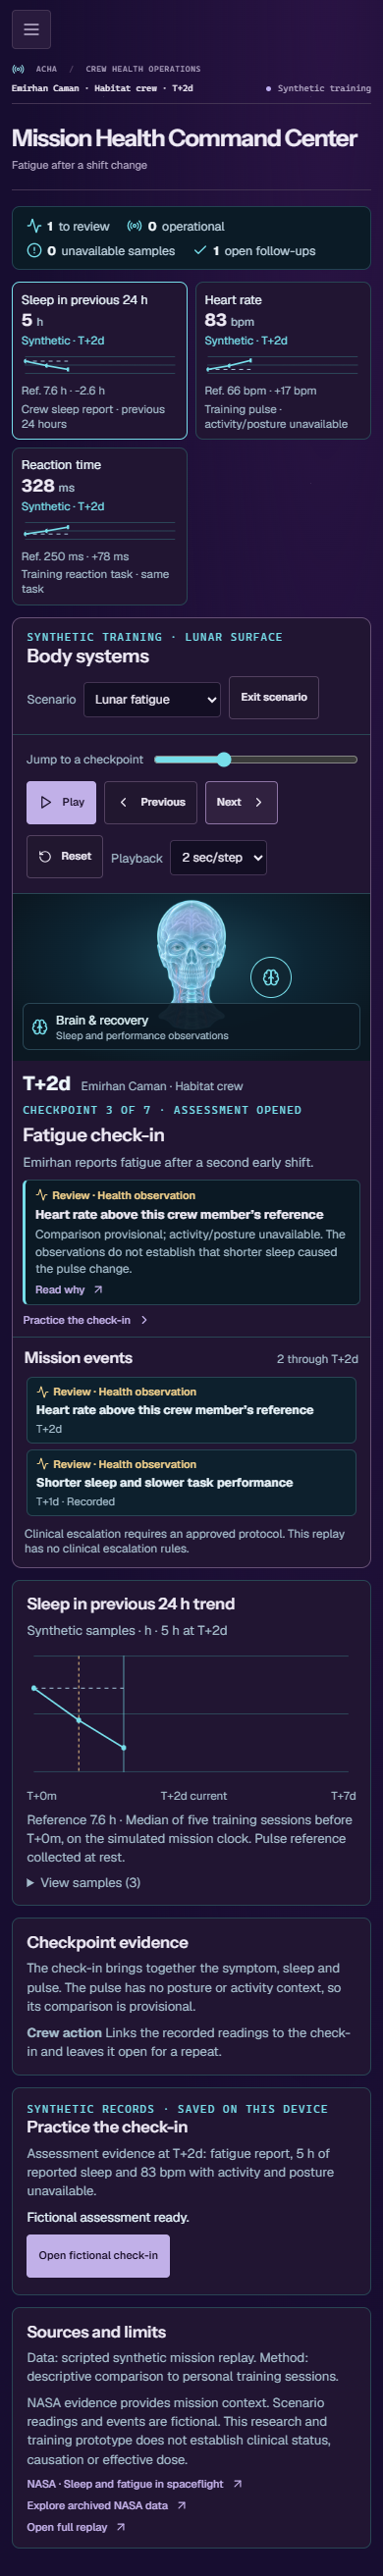 ACHA / CREW HEALTH OPERATIONS
Emirhan Caman · Habitat crew · T+2d
Synthetic training
Mission Health Command Center
Fatigue after a shift change
1 to review
0 operational
0 unavailable samples
1 open follow-ups
Sleep in previous 24 h
5 h
Synthetic · T+2d
Ref. 7.6 h · -2.6 h
Crew sleep report · previous
24 hours
Heart rate
83 bpm
Synthetic · T+2d
Ref. 66 bpm · +17 bpm
Training pulse ·
activity/posture unavailable
Reaction time
328 ms
Synthetic · T+2d
Ref. 250 ms · +78 ms
Training reaction task · same
task
SYNTHETIC TRAINING · LUNAR SURFACE
Body systems
Scenario
Lunar fatigue
Exit scenario
Jump to a checkpoint
Play
Previous
Next
Reset
Playback
2 sec/step
Brain & recovery
Sleep and performance observations
T+2d Emirhan Caman · Habitat crew
CHECKPOINT 3 OF 7 · ASSESSMENT OPENED
Fatigue check-in
Emirhan reports fatigue after a second early shift.
Review · Health observation
Heart rate above this crew member's reference
Comparison provisional; activity/posture unavailable. The
observations do not establish that shorter sleep caused
the pulse change.
Read why
Practice the check-in
Mission events
2 through T+2d
Review · Health observation
Heart rate above this crew member's reference
T+2d
Review · Health observation
Shorter sleep and slower task performance
T+1d · Recorded
Clinical escalation requires an approved protocol. This replay
has no clinical escalation rules.
Sleep in previous 24 h trend
Synthetic samples · h · 5 h at T+2d
T+0m
T+2d current
T+7d
Reference 7.6 h · Median of five training sessions before
T+0m, on the simulated mission clock. Pulse reference
collected at rest.
View samples (3)
Checkpoint evidence
The check-in brings together the symptom, sleep and
pulse. The pulse has no posture or activity context, so
its comparison is provisional.
Crew action Links the recorded readings to the check-
in and leaves it open for a repeat.
SYNTHETIC RECORDS · SAVED ON THIS DEVICE
Practice the check-in
Assessment evidence at T+2d: fatigue report, 5 h of
reported sleep and 83 bpm with activity and posture
unavailable.
Fictional assessment ready.
Open fictional check-in
Sources and limits
Data: scripted synthetic mission replay. Method:
descriptive comparison to personal training sessions.
NASA evidence provides mission context. Scenario
readings and events are fictional. This research and
training prototype does not establish clinical status,
causation or effective dose.
NASA · Sleep and fatigue in spaceflight
Explore archived NASA data
Open full replay